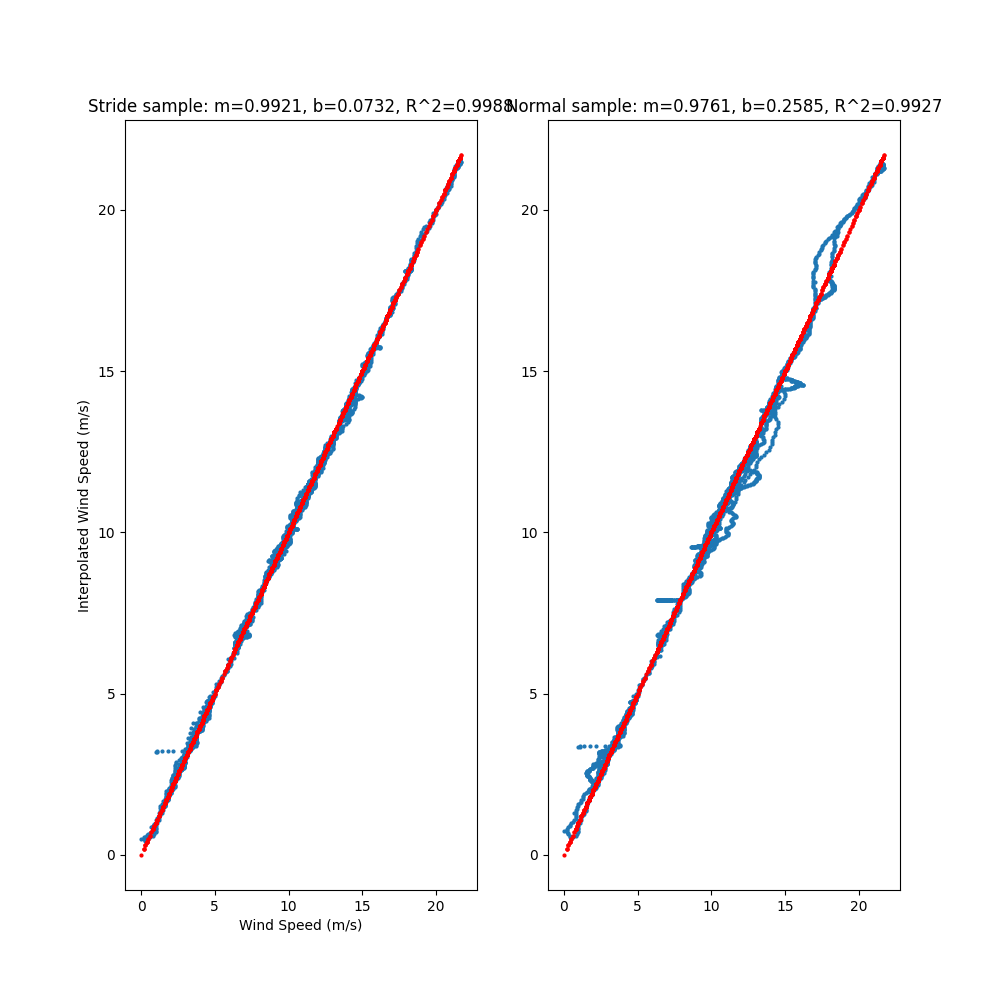 Stride sample: m=0.9921, b=0.0732, R^2=0.9988
Normal sample: m=0.9761, b=0.2585, R^2=0.9927
Interpolated Wind Speed (m/s)
20
15
10
5
0
0 5 10 15 20
Wind Speed (m/s)
20
15
10
5
0
0 5 10 15 20